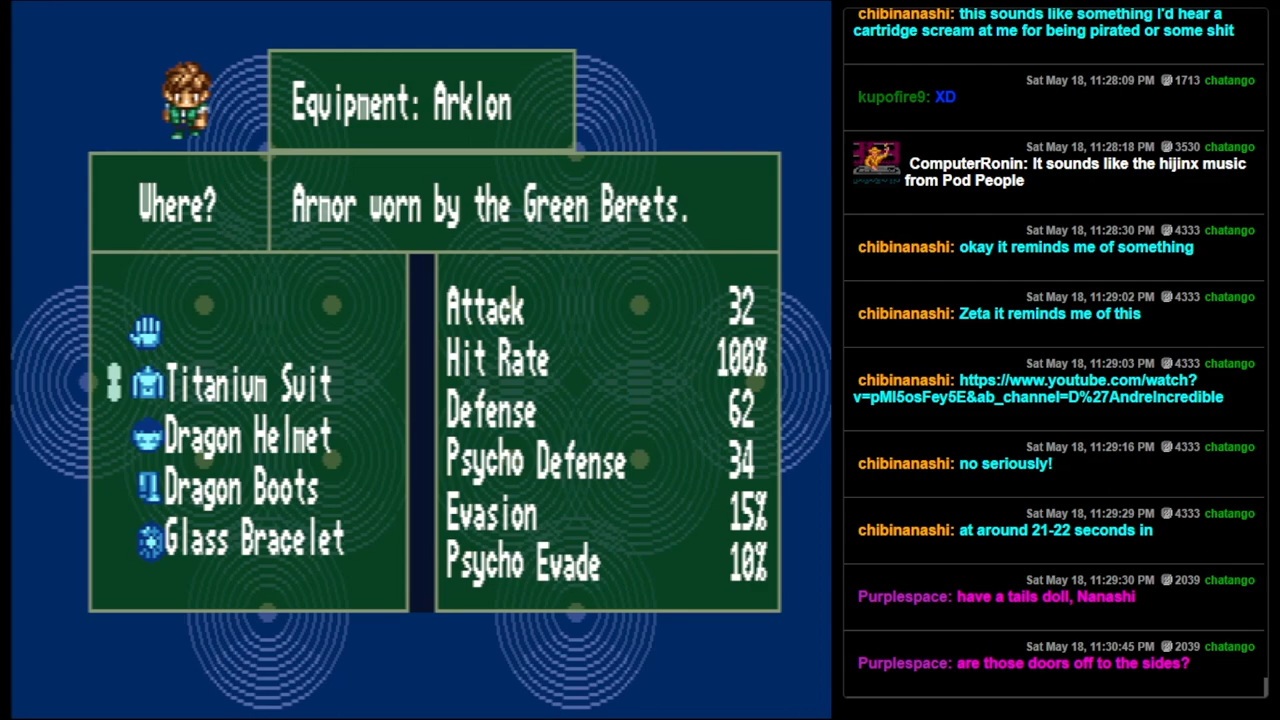 Equipment: Arklon
Where?
Armor worn by the Green Berets.
Titanium Suit
Dragon Helmet
Dragon Boots
Glass Bracelet
Attack 32
Hit Rate 100%
Defense 62
Psycho Defense 34
Evasion 15%
Psycho Evade 10%
chibinanashi: this sounds like something I'd hear a
cartridge scream at me for being pirated or some shit
Sat May 18, 11:28:09 PM 1713 chatango
kupofire9: XD
Sat May 18, 11:28:18 PM 3530 chatango
ComputerRonin: It sounds like the hijinx music
from Pod People
Sat May 18, 11:28:30 PM 4333 chatango
chibinanashi: okay it reminds me of something
Sat May 18, 11:29:02 PM 4333 chatango
chibinanashi: Zeta it reminds me of this
Sat May 18, 11:29:03 PM 4333 chatango
chibinanashi: https://www.youtube.com/watch?
v=pMI5osFey5E&ab_channel=D%27AndreIncredible
Sat May 18, 11:29:16 PM 4333 chatango
chibinanashi: no seriously!
Sat May 18, 11:29:29 PM 4333 chatango
chibinanashi: at around 21-22 seconds in
Sat May 18, 11:29:30 PM 2039 chatango
Purplespace: have a tails doll, Nanashi
Sat May 18, 11:30:45 PM 2039 chatango
Purplespace: are those doors off to the sides?